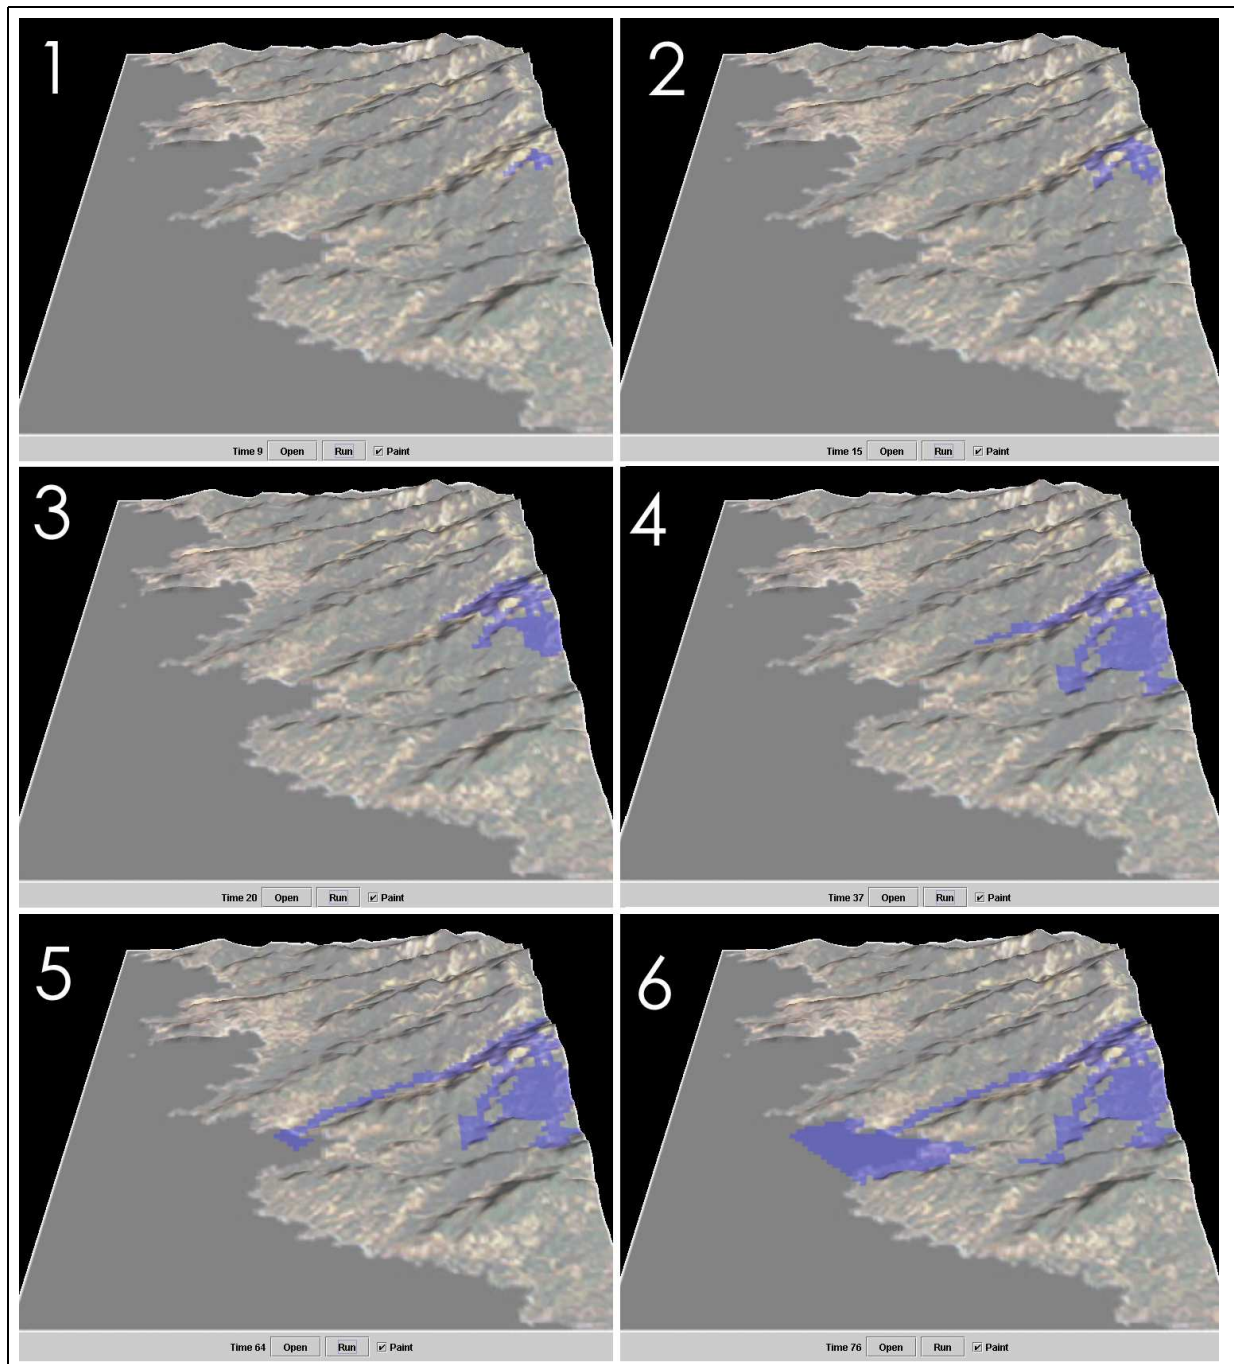 1
2
Time 9 Open Run Paint
Time 15 Open Run Paint
3
4
Time 20 Open Run Paint
Time 37 Open Run Paint
5
6
Time 64 Open Run Paint
Time 76 Open Run Paint